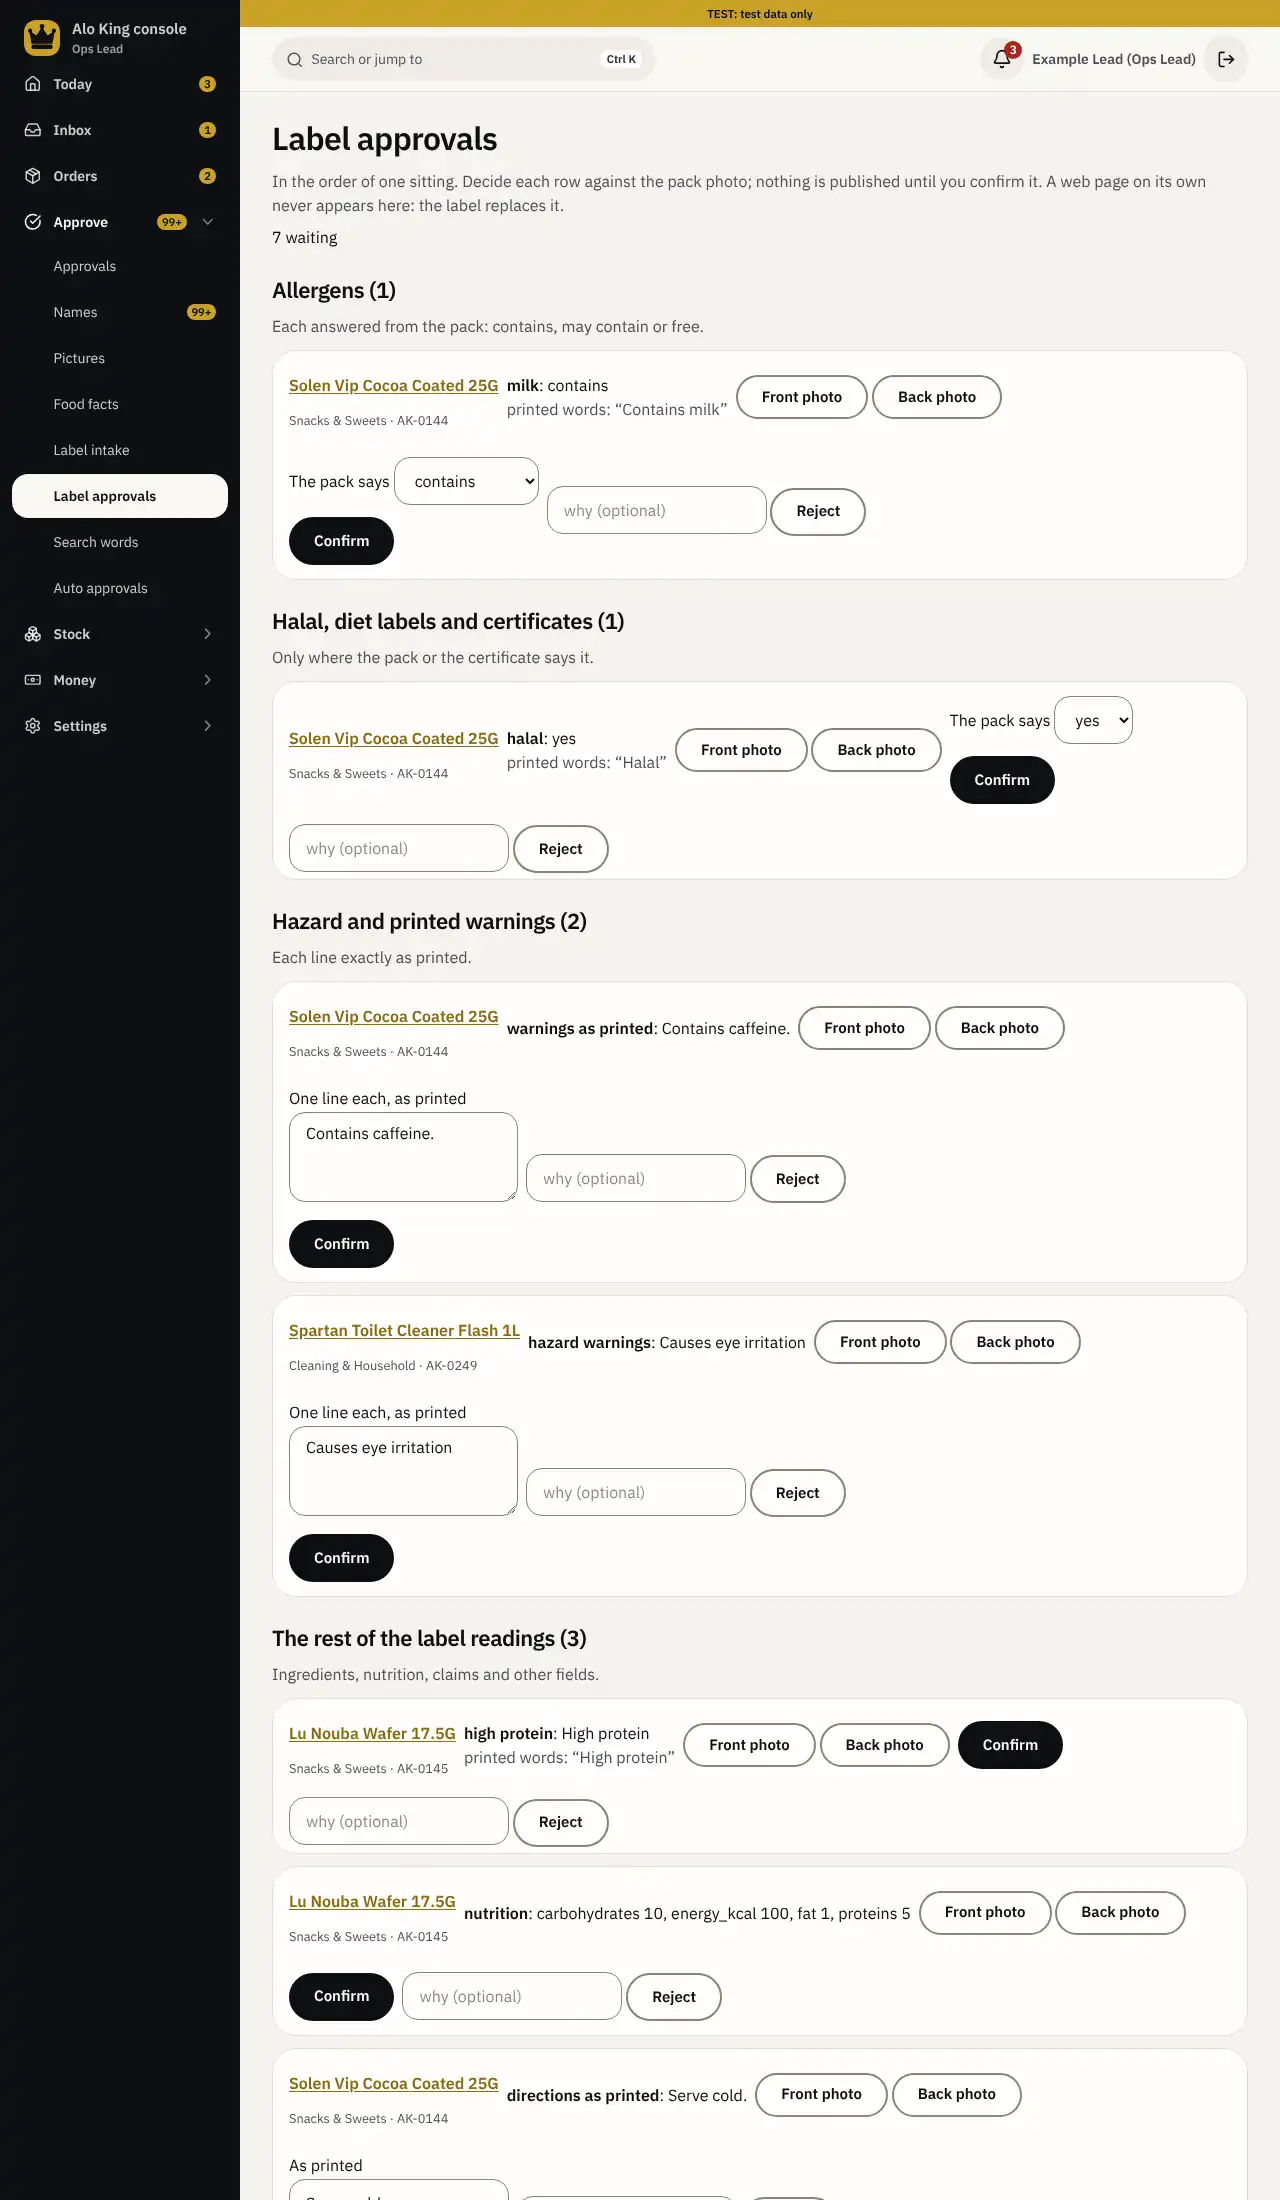 TEST: test data only
Alo King console
Ops Lead
Search or jump to
Ctrl K
3
Example Lead (Ops Lead)
Today
3
Inbox
1
Orders
2
Approve
99+
Approvals
Names
99+
Pictures
Food facts
Label intake
Label approvals
Search words
Auto approvals
Stock
Money
Settings
Label approvals
In the order of one sitting. Decide each row against the pack photo; nothing is published until you confirm it. A web page on its own
never appears here: the label replaces it.
7 waiting
Allergens (1)
Each answered from the pack: contains, may contain or free.
Solen Vip Cocoa Coated 25G
Snacks & Sweets · AK-0144
milk: contains
printed words: “Contains milk”
Front photo
Back photo
The pack says
contains
why (optional)
Reject
Confirm
Halal, diet labels and certificates (1)
Only where the pack or the certificate says it.
Solen Vip Cocoa Coated 25G
Snacks & Sweets · AK-0144
halal: yes
printed words: “Halal”
Front photo
Back photo
The pack says
yes
Confirm
why (optional)
Reject
Hazard and printed warnings (2)
Each line exactly as printed.
Solen Vip Cocoa Coated 25G
Snacks & Sweets · AK-0144
warnings as printed: Contains caffeine.
Front photo
Back photo
One line each, as printed
Contains caffeine.
why (optional)
Reject
Confirm
Spartan Toilet Cleaner Flash 1L
Cleaning & Household · AK-0249
hazard warnings: Causes eye irritation
Front photo
Back photo
One line each, as printed
Causes eye irritation
why (optional)
Reject
Confirm
The rest of the label readings (3)
Ingredients, nutrition, claims and other fields.
Lu Nouba Wafer 17.5G
Snacks & Sweets · AK-0145
high protein: High protein
printed words: “High protein”
Front photo
Back photo
Confirm
why (optional)
Reject
Lu Nouba Wafer 17.5G
Snacks & Sweets · AK-0145
nutrition: carbohydrates 10, energy_kcal 100, fat 1, proteins 5
Front photo
Back photo
Confirm
why (optional)
Reject
Solen Vip Cocoa Coated 25G
Snacks & Sweets · AK-0144
directions as printed: Serve cold.
Front photo
Back photo
As printed